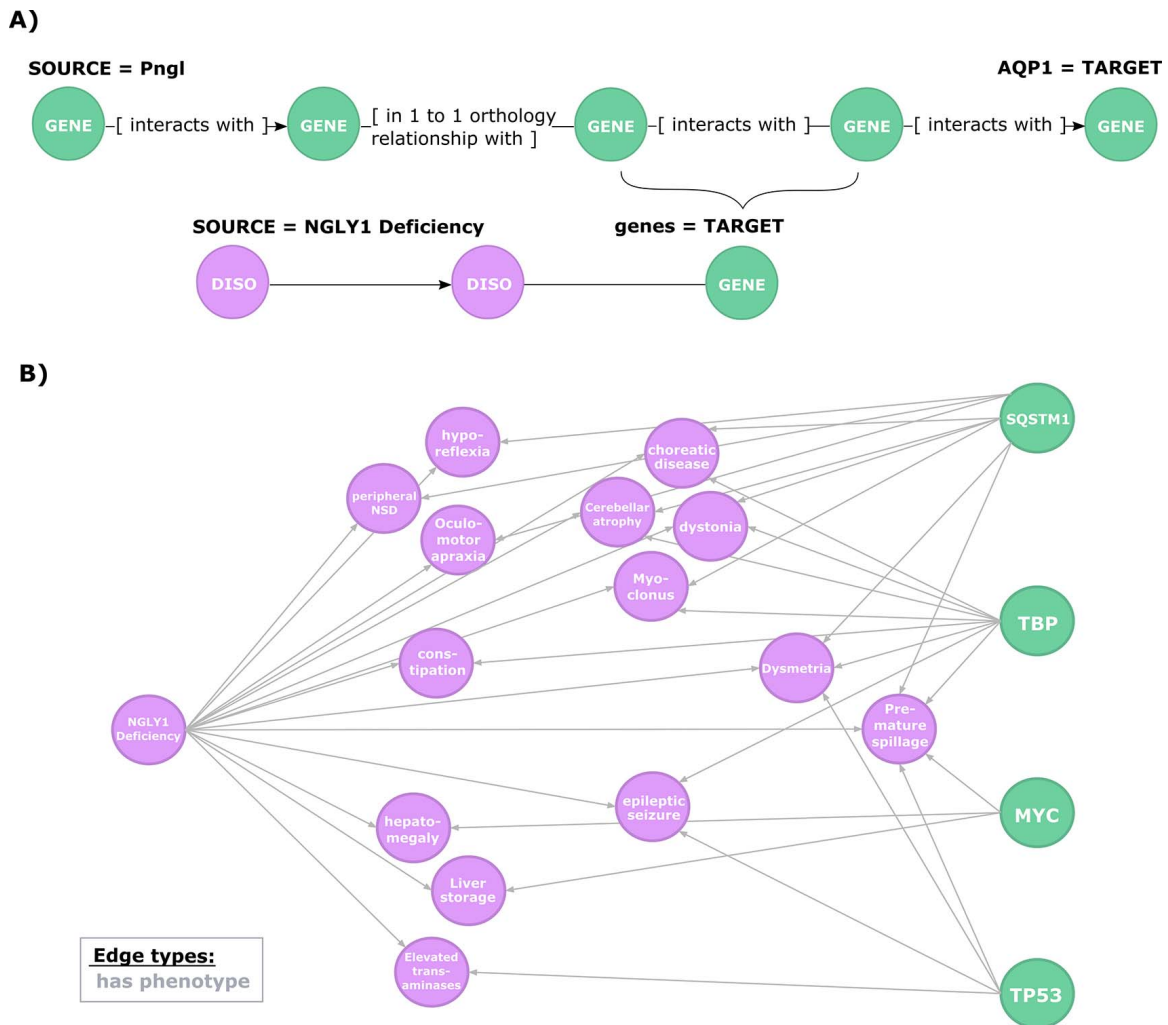 A)
SOURCE = Pngl
AQP1 = TARGET
GENE
[ interacts with ]
GENE
[ in 1 to 1 orthology
relationship with ]
GENE
[ interacts with ]
GENE
[ interacts with ]
GENE
SOURCE = NGLY1 Deficiency
genes = TARGET
DISO
DISO
GENE
B)
SQSTM1
hypo-
reflexia
choreatic
disease
peripheral
NSD
Cerebellar
atrophy
Oculo-
motor
apraxia
dystonia
Myo-
clonus
TBP
cons-
tipation
Dysmetria
NGLY1
Deficiency
Pre-
mature
spillage
epileptic
seizure
hepato-
megaly
MYC
Liver
storage
Elevated
trans-
aminases
TP53
Edge types:
has phenotype